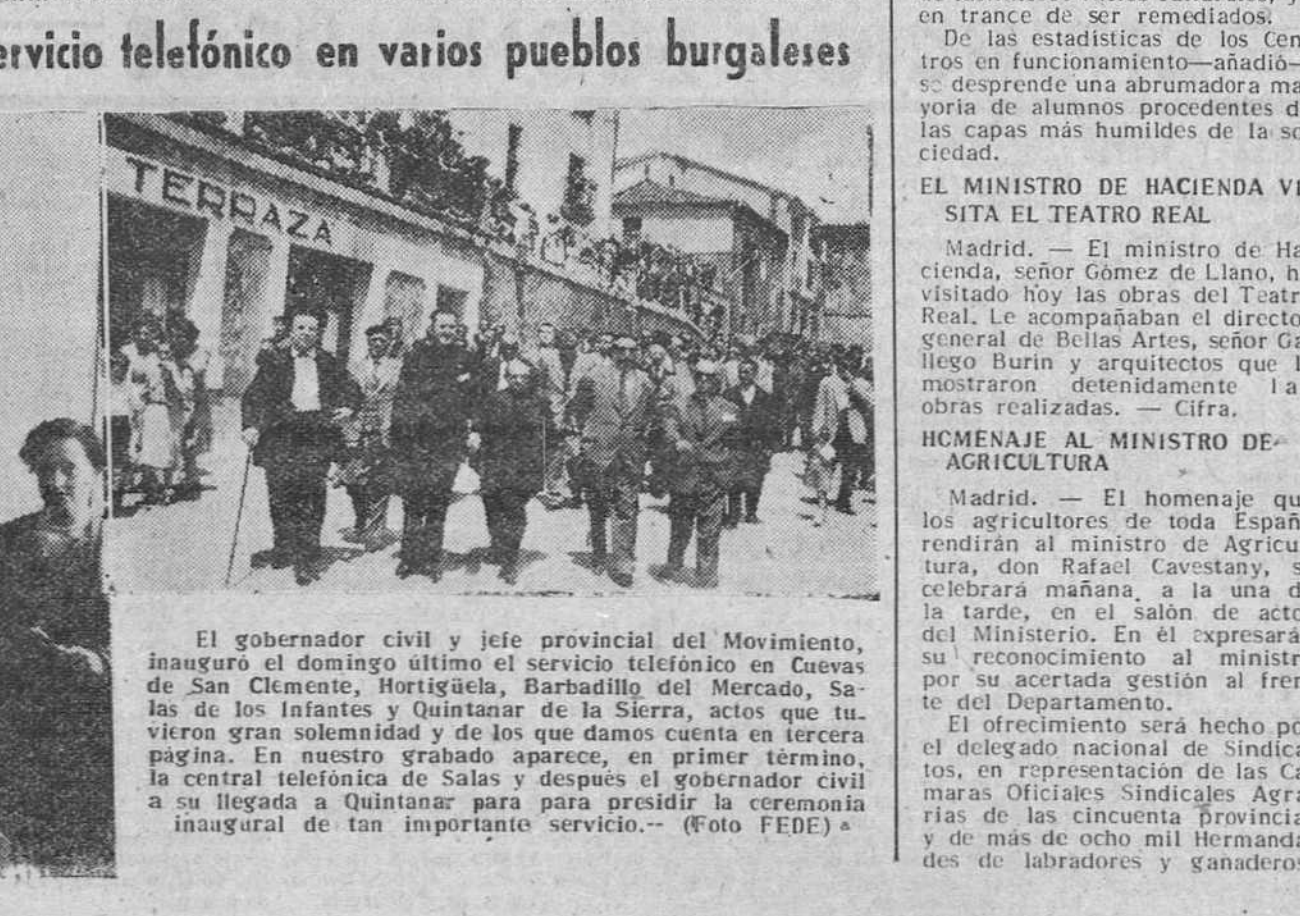 ervicio telefónico en varios pueblos burgaleses
TERRAZA
El gobernador civil y jefe provincial del Movimiento,
inauguró el domingo último el servicio telefónico en Cuevas
de San Clemente, Hortigüela, Barbadillo del Mercado, Sa-
las de los Infantes y Quintanar de la Sierra, actos que tu-
vieron gran solemnidad y de los que damos cuenta en tercera
página. En nuestro grabado aparece, en primer término,
la central telefónica de Salas y después el gobernador civil
a su llegada a Quintanar para para presidir la ceremonia
inaugural de tan importante servicio.-- (Foto FEDE)
en trance de ser remediados.
De las estadísticas de los Cen
tros en funcionamiento—añadió—
se desprende una abrumadora ma
yoria de alumnos procedentes d
las capas más humildes de la so
ciedad.
EL MINISTRO DE HACIENDA VI
SITA EL TEATRO REAL
Madrid. — El ministro de Ha
cienda, señor Gómez de Llano, h
visitado hoy las obras del Teatr
Real. Le acompañaban el directo
general de Bellas Artes, señor Ga
llego Burin y arquitectos que l
mostraron detenidamente la
obras realizadas. — Cifra.
HOMENAJE AL MINISTRO DE
AGRICULTURA
Madrid. — El homenaje qu
los agricultores de toda Españ
rendirán al ministro de Agricu
tura, don Rafael Cavestany, s
celebrará mañana, a la una d
la tarde, en el salón de acto
del Ministerio. En él expresará
su reconocimiento al ministr
por su acertada gestión al fren
te del Departamento.
El ofrecimiento será hecho po
el delegado nacional de Sindica
tos, en representación de las Cá
maras Oficiales Sindicales Agra
rias de las cincuenta provincia
y de más de ocho mil Hermanda
des de labradores y ganaderos